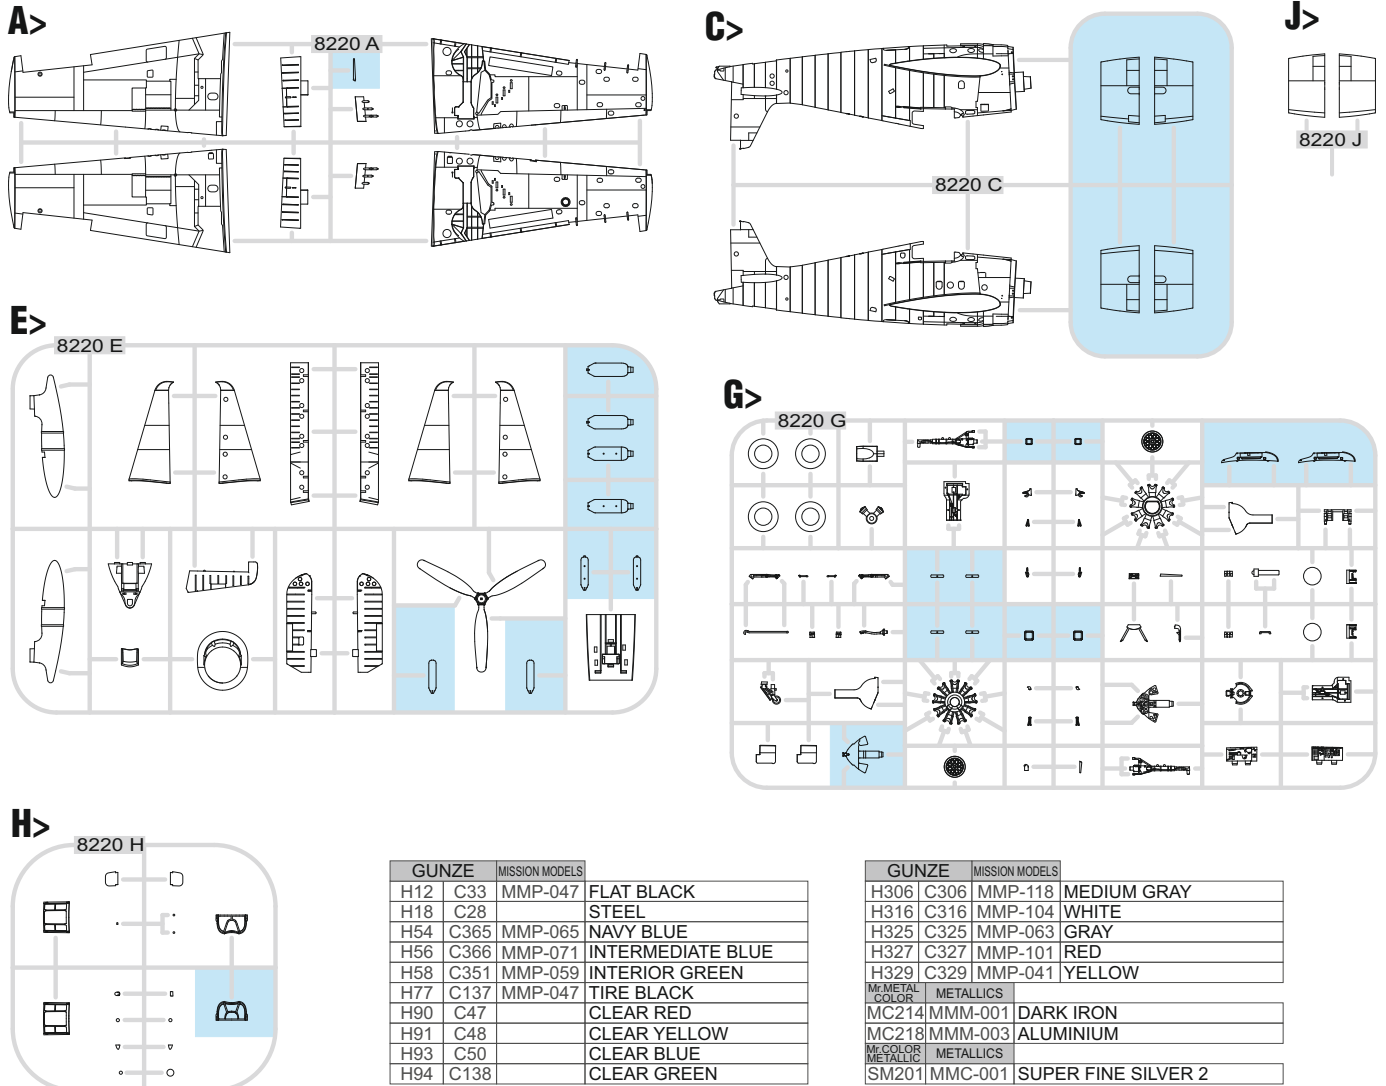 A>
8220 A
C>
8220 C
J>
8220 J
E>
8220 E
G>
8220 G
H>
8220 H
GUNZE MISSION MODELS
H12 C33 MMP-047 FLAT BLACK
H18 C28 STEEL
H54 C365 MMP-065 NAVY BLUE
H56 C366 MMP-071 INTERMEDIATE BLUE
H58 C351 MMP-059 INTERIOR GREEN
H77 C137 MMP-047 TIRE BLACK
H90 C47 CLEAR RED
H91 C48 CLEAR YELLOW
H93 C50 CLEAR BLUE
H94 C138 CLEAR GREEN
GUNZE MISSION MODELS
H306 C306 MMP-118 MEDIUM GRAY
H316 C316 MMP-104 WHITE
H325 C325 MMP-063 GRAY
H327 C327 MMP-101 RED
H329 C329 MMP-041 YELLOW
Mr.METAL COLOR METALLICS
MC214 MMM-001 DARK IRON
MC218 MMM-003 ALUMINIUM
Mr.COLOR METALLIC METALLICS
SM201 MMC-001 SUPER FINE SILVER 2